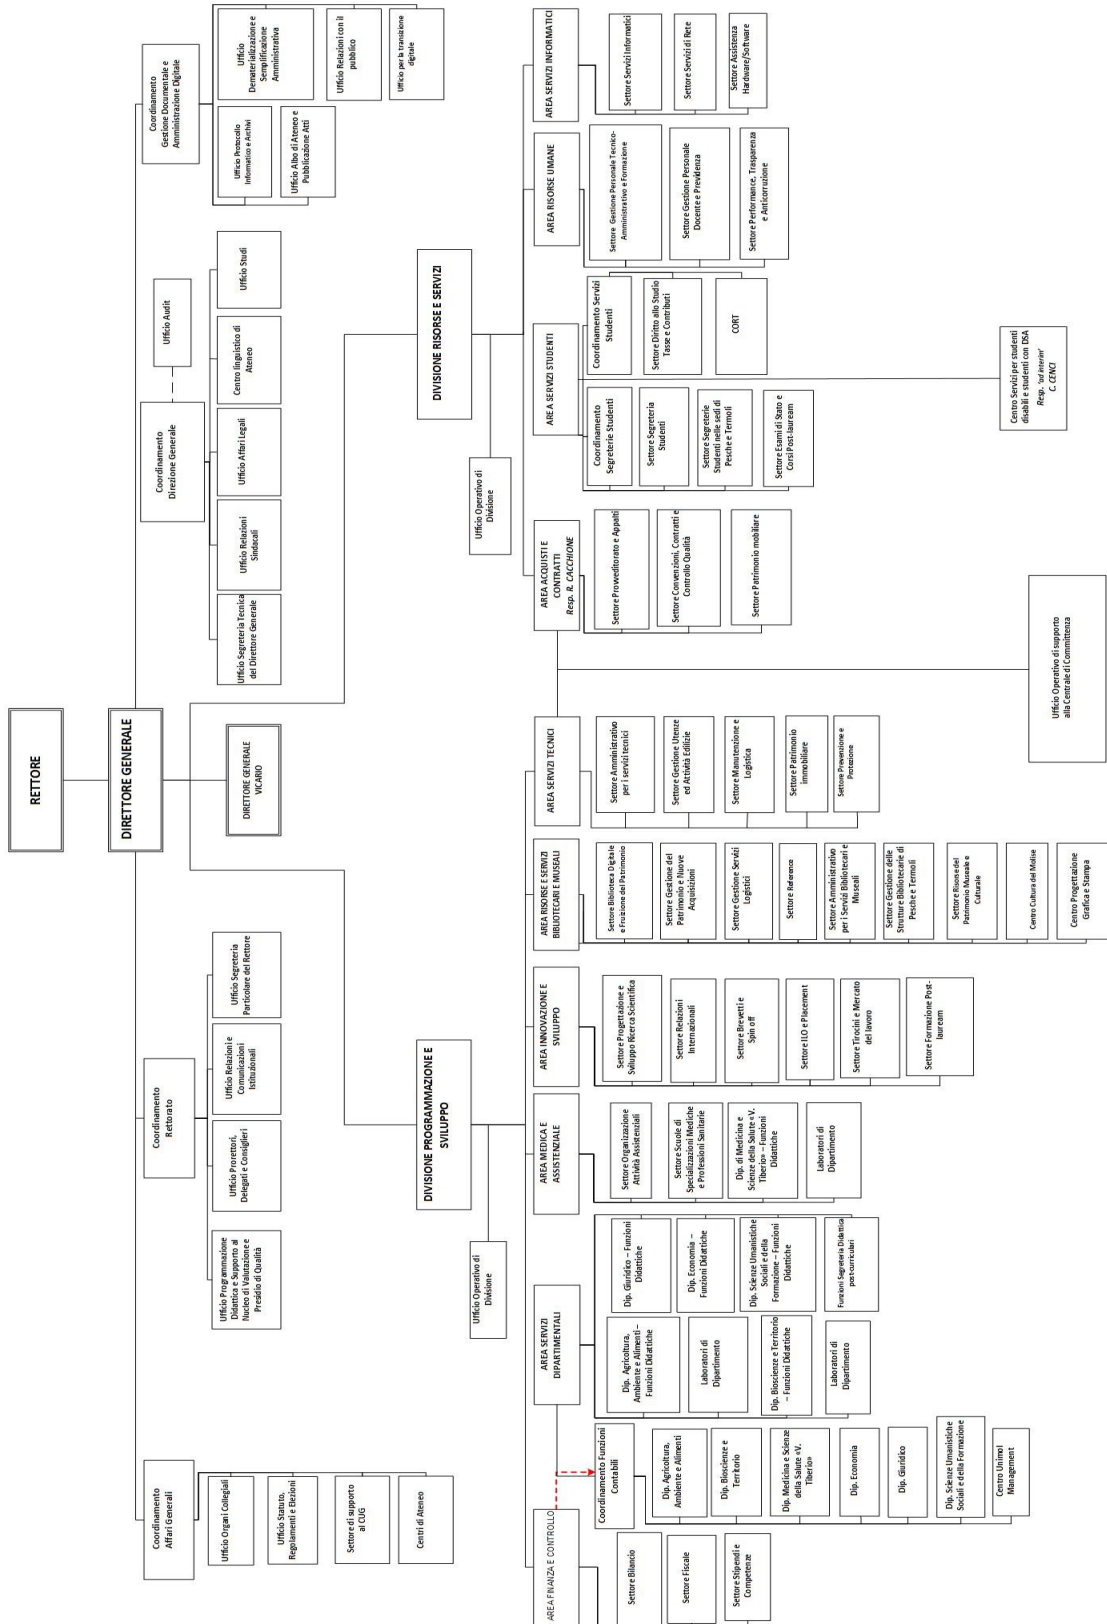 RETTORE
DIRETTORE GENERALE
DIRETTORE GENERALE
VICARIO
Coordinamento
Affari Generali
Ufficio Organi Collegiali
Ufficio Statuto,
Regolamenti e Elezioni
Settore di supporto
al CUG
Centri di Ateneo
Coordinamento
Rettorato
Ufficio Programmazione
Didattica e Supporto al
Nucleo di Valutazione e
Presidio di Qualità
Ufficio Prorettori,
Delegati e Consiglieri
Ufficio Relazioni e
Comunicazioni
Istituzionali
Ufficio Segreteria
Particolare del Rettore
Coordinamento
Direzione Generale
Ufficio Audit
Ufficio Segreteria Tecnica
del Direttore Generale
Ufficio Relazioni
Sindacali
Ufficio Affari Legali
Centro linguistico di
Ateneo
Ufficio Studi
Coordinamento
Gestione Documentale e
Amministrazione Digitale
Ufficio Protocollo
Informatico e Archivi
Ufficio
Dematerializzazione e
Semplificazione
Amministrativa
Ufficio Albo di Ateneo e
Pubblicazione Atti
Ufficio Relazioni con il
pubblico
Ufficio per la transizione
digitale
DIVISIONE PROGRAMMAZIONE E
SVILUPPO
Ufficio Operativo di
Divisione
DIVISIONE RISORSE E SERVIZI
Ufficio Operativo di
Divisione
AREA FINANZA E CONTROLLO
Settore Bilancio
Settore Fiscale
Settore Stipendi e
Competenze
Coordinamento Funzioni
Contabili
Dip. Agricoltura,
Ambiente e Alimenti
Dip. Bioscienze e
Territorio
Dip. Medicina e Scienze
della Salute «V.
Tiberio»
Dip. Economia
Dip. Giuridico
Dip. Scienze Umanistiche
Sociali e della Formazione
Centro Unimol
Management
AREA SERVIZI
DIPARTIMENTALI
Dip. Agricoltura,
Ambiente e Alimenti –
Funzioni Didattiche
Laboratori di
Dipartimento
Dip. Bioscienze e Territorio
– Funzioni Didattiche
Laboratori di
Dipartimento
Dip. Giuridico – Funzioni
Didattiche
Dip. Economia –
Funzioni Didattiche
Dip. Scienze Umanistiche
Sociali e della
Formazione – Funzioni
Didattiche
Funzioni Segreteria Didattica
post-curriculari
AREA MEDICA E
ASSISTENZIALE
Settore Organizzazione
Attività Assistenziali
Settore Scuole di
Specializzazioni Mediche
e Professioni Sanitarie
Dip. di Medicina e
Scienze della Salute «V.
Tiberio» – Funzioni
Didattiche
Laboratori di
Dipartimento
AREA INNOVAZIONE E
SVILUPPO
Settore Progettazione e
Sviluppo Ricerca Scientifica
Settore Relazioni
Internazionali
Settore Brevetti e
Spin off
Settore ILO e Placement
Settore Tirocini e Mercato
del lavoro
Settore Formazione Post-
lauream
AREA RISORSE E SERVIZI
BIBLIOTECARI E MUSEALI
Settore Biblioteca Digitale
e Fruizione del Patrimonio
Settore Gestione del
Patrimonio e Nuove
Acquisizioni
Settore Gestione Servizi
Logistici
Settore Reference
Settore Amministrativo
per i Servizi Bibliotecari e
Museali
Settore Gestione delle
Strutture Bibliotecarie di
Pesche e Termoli
Settore Risorse del
Patrimonio Museale e
Culturale
Centro Cultura del Molise
Centro Progettazione
Grafica e Stampa
AREA SERVIZI TECNICI
Settore Amministrativo
per i servizi tecnici
Settore Gestione Utenze
ed Attività Edilizie
Settore Manutenzione e
Logistica
Settore Patrimonio
immobiliare
Settore Prevenzione e
Protezione
Ufficio Operativo di supporto
alla Centrale di Committenza
AREA ACQUISTI E
CONTRATTI
Resp. R. CACCHIONE
Settore Provveditorato e Appalti
Settore Convenzioni, Contratti e
Controllo Qualità
Settore Patrimonio mobiliare
AREA SERVIZI STUDENTI
Coordinamento
Segreterie Studenti
Settore Segreteria
Studenti
Settore Segreterie
Studenti nelle sedi di
Pesche e Termoli
Settore Esami di Stato e
Corsi Post-lauream
Coordinamento Servizi
Studenti
Settore Diritto allo Studio
Tasse e Contributi
CORT
Centro Servizi per studenti
disabili e studenti con DSA
Resp. 'ad interim'
C. CENCI
AREA RISORSE UMANE
Settore Gestione Personale Tecnico-
Amministrativo e Formazione
Settore Gestione Personale
Docente e Previdenza
Settore Performance, Trasparenza
e Anticorruzione
AREA SERVIZI INFORMATICI
Settore Servizi Informatici
Settore Servizi di Rete
Settore Assistenza
Hardware/Software